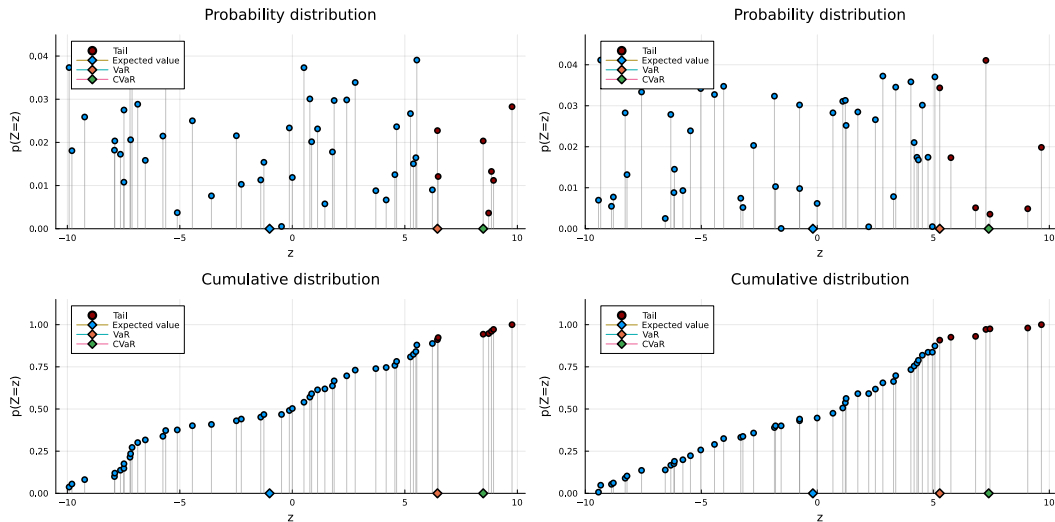 Probability distribution
Tail
Expected value
VaR
CVaR
p(Z=z)
0.04
0.03
0.02
0.01
0.00
−10
−5
0
5
10
z
Probability distribution
Tail
Expected value
VaR
CVaR
p(Z=z)
0.04
0.03
0.02
0.01
0.00
−10
−5
0
5
10
z
Cumulative distribution
Tail
Expected value
VaR
CVaR
p(Z=z)
1.00
0.75
0.50
0.25
0.00
−10
−5
0
5
10
z
Cumulative distribution
Tail
Expected value
VaR
CVaR
p(Z=z)
1.00
0.75
0.50
0.25
0.00
−10
−5
0
5
10
z